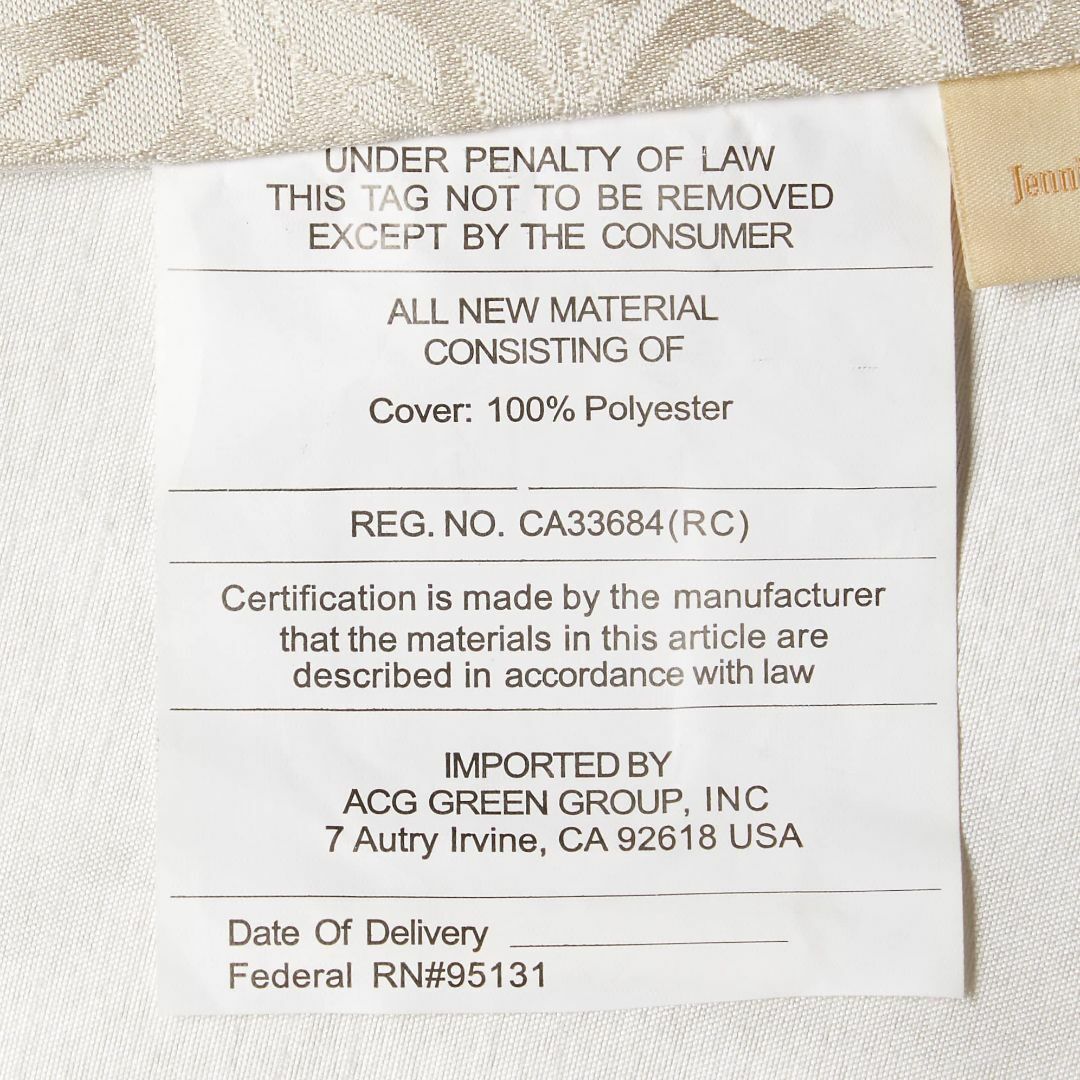 UNDER PENALTY OF LAW
THIS TAG NOT TO BE REMOVED
EXCEPT BY THE CONSUMER
ALL NEW MATERIAL
CONSISTING OF
Cover: 100% Polyester
REG. NO. CA33684(RC)
Certification is made by the manufacturer
that the materials in this article are
described in accordance with law
IMPORTED BY
ACG GREEN GROUP, INC
7 Autry Irvine, CA 92618 USA
Date Of Delivery
Federal RN#95131